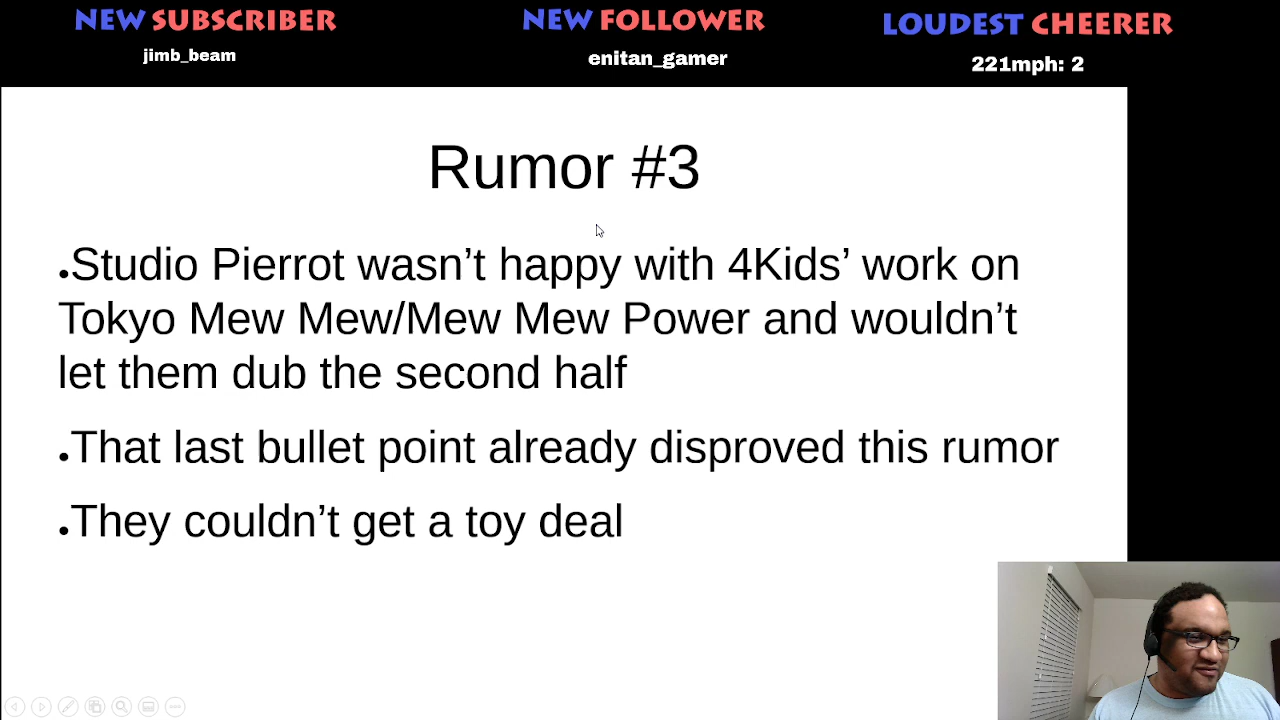 NEW SUBSCRIBER
jimb_beam
NEW FOLLOWER
enitan_gamer
LOUDEST CHEERER
221mph: 2
Rumor #3
●Studio Pierrot wasn’t happy with 4Kids’ work on
Tokyo Mew Mew/Mew Mew Power and wouldn’t
let them dub the second half
●That last bullet point already disproved this rumor
●They couldn’t get a toy deal